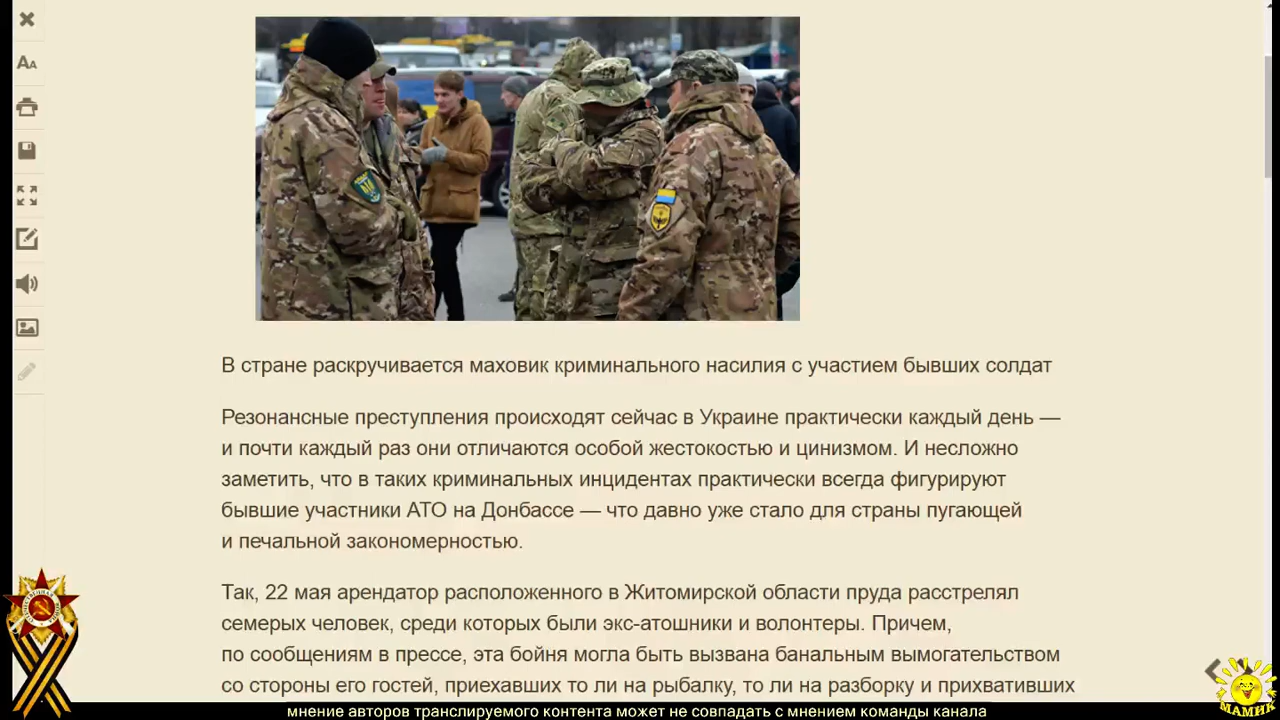 AA
В стране раскручивается маховик криминального насилия с участием бывших солдат
Резонансные преступления происходят сейчас в Украине практически каждый день —
и почти каждый раз они отличаются особой жестокостью и цинизмом. И несложно
заметить, что в таких криминальных инцидентах практически всегда фигурируют
бывшие участники АТО на Донбассе — что давно уже стало для страны пугающей
и печальной закономерностью.
Так, 22 мая арендатор расположенного в Житомирской области пруда расстрелял
семерых человек, среди которых были экс-атошники и волонтеры. Причем,
по сообщениям в прессе, эта бойня могла быть вызвана банальным вымогательством
со стороны его гостей, приехавших то ли на рыбалку, то ли на разборку и прихвативших
МАМИК
мнение авторов транслируемого контента может не совпадать с мнением команды канала